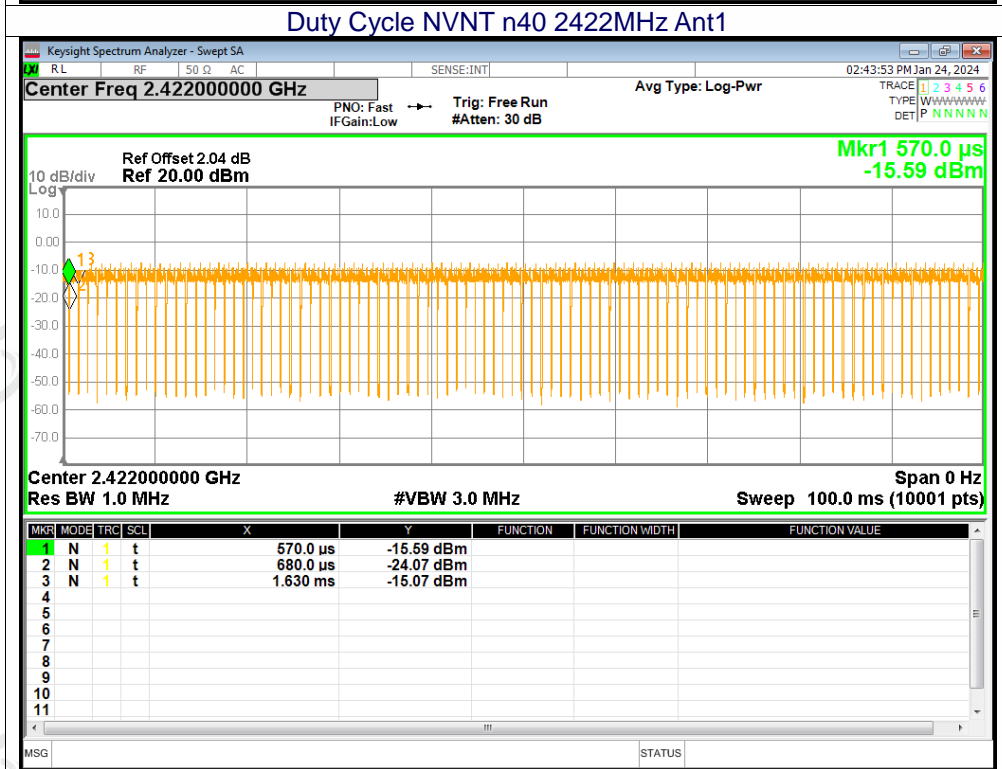 Duty Cycle NVNT n40 2422MHz Ant1
Keysight Spectrum Analyzer - Swept SA
LXI RL RF 50 Ω AC SENSE:INT 02:43:53 PM Jan 24, 2024
Center Freq 2.422000000 GHz Avg Type: Log-Pwr TRACE 1 2 3 4 5 6
PNO: Fast Trig: Free Run TYPE WWWWWWW
IFGain:Low #Atten: 30 dB DET P N N N N N
Mkr1 570.0 µs
Ref Offset 2.04 dB
10 dB/div Ref 20.00 dBm -15.59 dBm
Log
10.0
0.00
1 3
-10.0
2
-20.0
-30.0
-40.0
-50.0
-60.0
-70.0
Center 2.422000000 GHz Span 0 Hz
Res BW 1.0 MHz #VBW 3.0 MHz Sweep 100.0 ms (10001 pts)
MKR MODE TRC SCL X Y FUNCTION FUNCTION WIDTH FUNCTION VALUE
1 N 1 t 570.0 µs -15.59 dBm
2 N 1 t 680.0 µs -24.07 dBm
3 N 1 t 1.630 ms -15.07 dBm
4
5
6
7
8
9
10
11
MSG STATUS